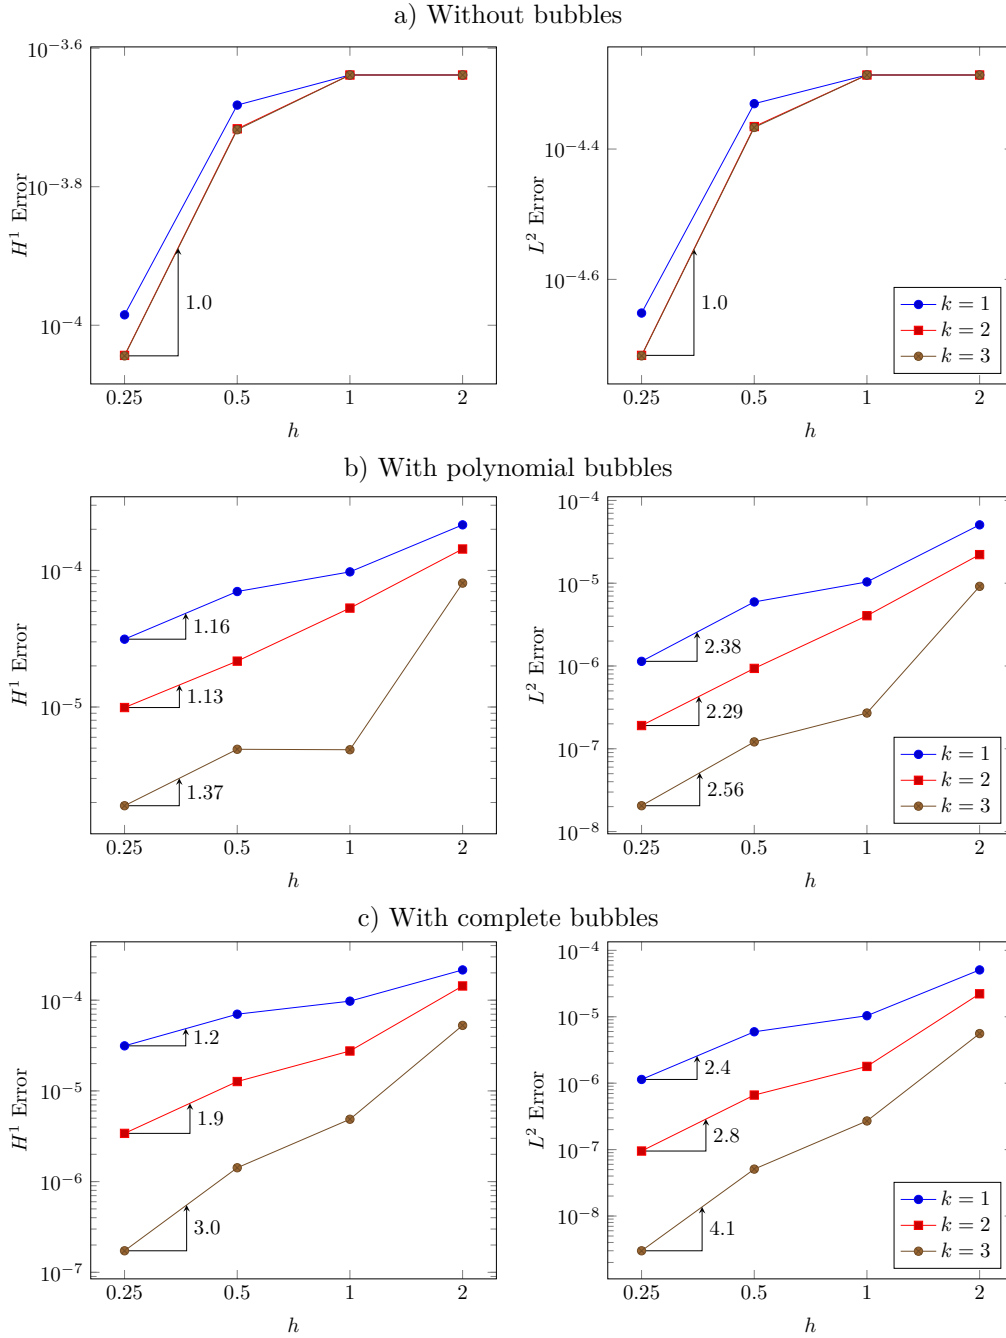 a) Without bubbles
10^{-3.6}
10^{-3.8}
10^{-4}
H^1 Error
1.0
0.25 0.5 1 2
h
10^{-4.4}
10^{-4.6}
L^2 Error
1.0
k = 1
k = 2
k = 3
0.25 0.5 1 2
h
b) With polynomial bubbles
10^{-4}
10^{-5}
H^1 Error
1.16
1.13
1.37
0.25 0.5 1 2
h
10^{-4}
10^{-5}
10^{-6}
10^{-7}
10^{-8}
L^2 Error
2.38
2.29
2.56
k = 1
k = 2
k = 3
0.25 0.5 1 2
h
c) With complete bubbles
10^{-4}
10^{-5}
10^{-6}
10^{-7}
H^1 Error
1.2
1.9
3.0
0.25 0.5 1 2
h
10^{-4}
10^{-5}
10^{-6}
10^{-7}
10^{-8}
L^2 Error
2.4
2.8
4.1
k = 1
k = 2
k = 3
0.25 0.5 1 2
h